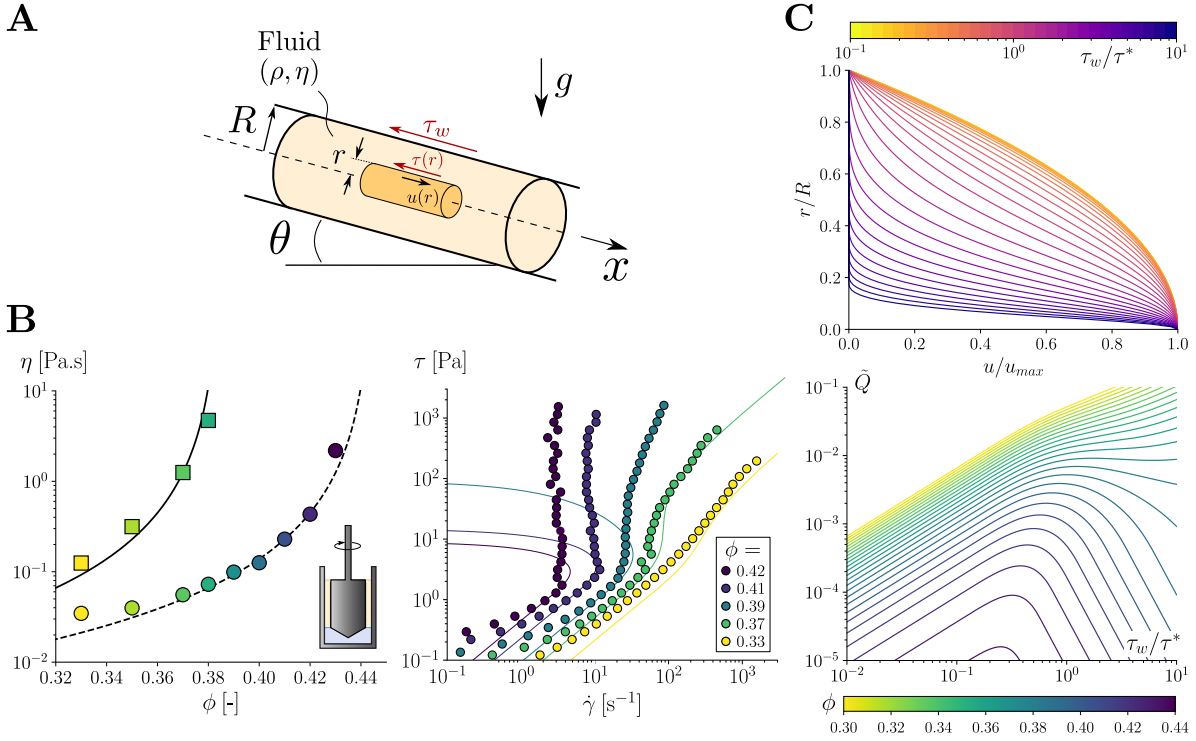 A
Fluid
(ρ, η)
R
r
τ_w
τ(r)
u(r)
g
θ
x
B
η [Pa.s]
10^1
10^0
10^−1
10^−2
0.32 0.34 0.36 0.38 0.40 0.42 0.44
ϕ [-]
τ [Pa]
10^3
10^2
10^1
10^0
10^−1
10^−1 10^0 10^1 10^2 10^3
γ̇ [s^−1]
ϕ =
0.42
0.41
0.39
0.37
0.33
C
10^−1 10^0 τ_w/τ* 10^1
r/R
1.0
0.8
0.6
0.4
0.2
0.0
0.0 0.2 0.4 0.6 0.8 1.0
u/u_max
Q̃
10^−1
10^−2
10^−3
10^−4
10^−5
τ_w/τ*
10^−2 10^−1 10^0 10^1
ϕ
0.30 0.32 0.34 0.36 0.38 0.40 0.42 0.44